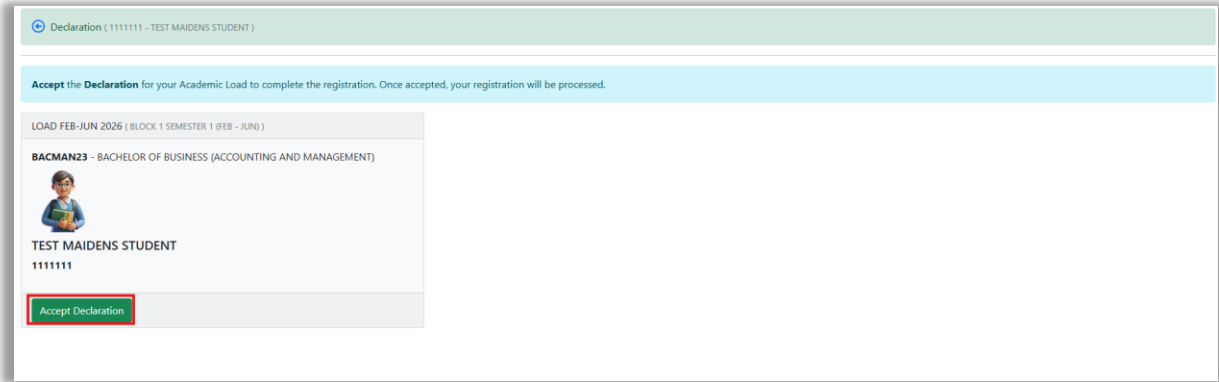 Declaration ( 1111111 - TEST MAIDENS STUDENT )
Accept the Declaration for your Academic Load to complete the registration. Once accepted, your registration will be processed.
LOAD FEB-JUN 2026 ( BLOCK 1 SEMESTER 1 (FEB - JUN) )
BACMAN23 - BACHELOR OF BUSINESS (ACCOUNTING AND MANAGEMENT)
TEST MAIDENS STUDENT
1111111
Accept Declaration